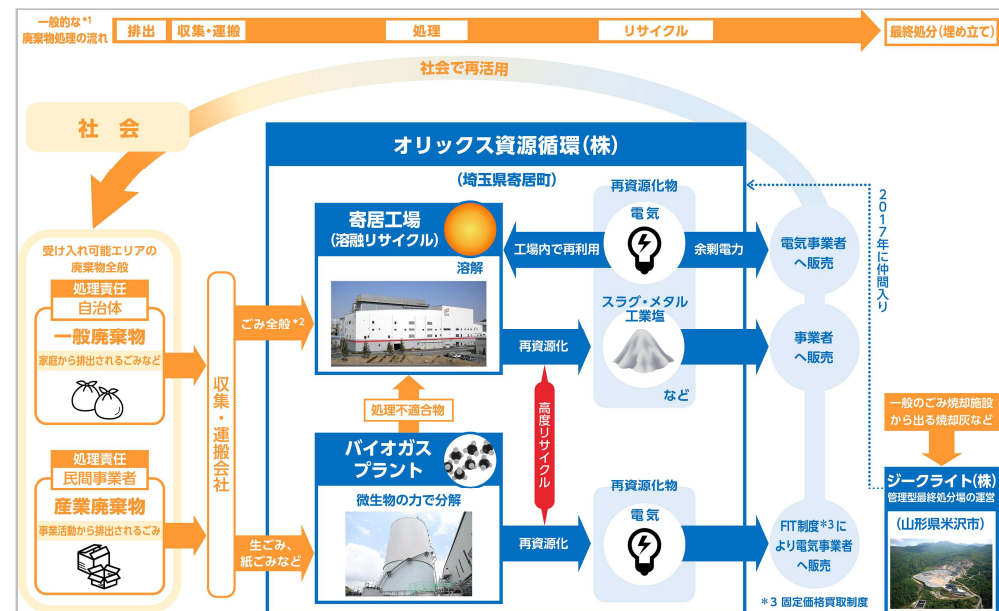 一般的な*1
廃棄物処理の流れ
排出
収集・運搬
処理
リサイクル
最終処分(埋め立て)
社会で再活用
社会
オリックス資源循環(株)
(埼玉県寄居町)
受け入れ可能エリアの
廃棄物全般
処理責任
自治体
一般廃棄物
家庭から排出されるごみなど
処理責任
民間事業者
産業廃棄物
事業活動から排出されるごみ
収集・運搬会社
ごみ全般*2
生ごみ、
紙ごみなど
寄居工場
(溶融リサイクル)
溶解
処理不適合物
バイオガス
プラント
微生物の力で分解
再資源化物
電気
工場内で再利用
余剰電力
電気事業者
へ販売
スラグ・メタル
工業塩
再資源化
など
事業者
へ販売
高度リサイクル
再資源化物
電気
再資源化
FIT制度*3に
より電気事業者
へ販売
*3 固定価格買取制度
2017年に仲間入り
一般のごみ焼却施設
から出る焼却灰など
ジークライト(株)
管理型最終処分場の運営
(山形県米沢市)